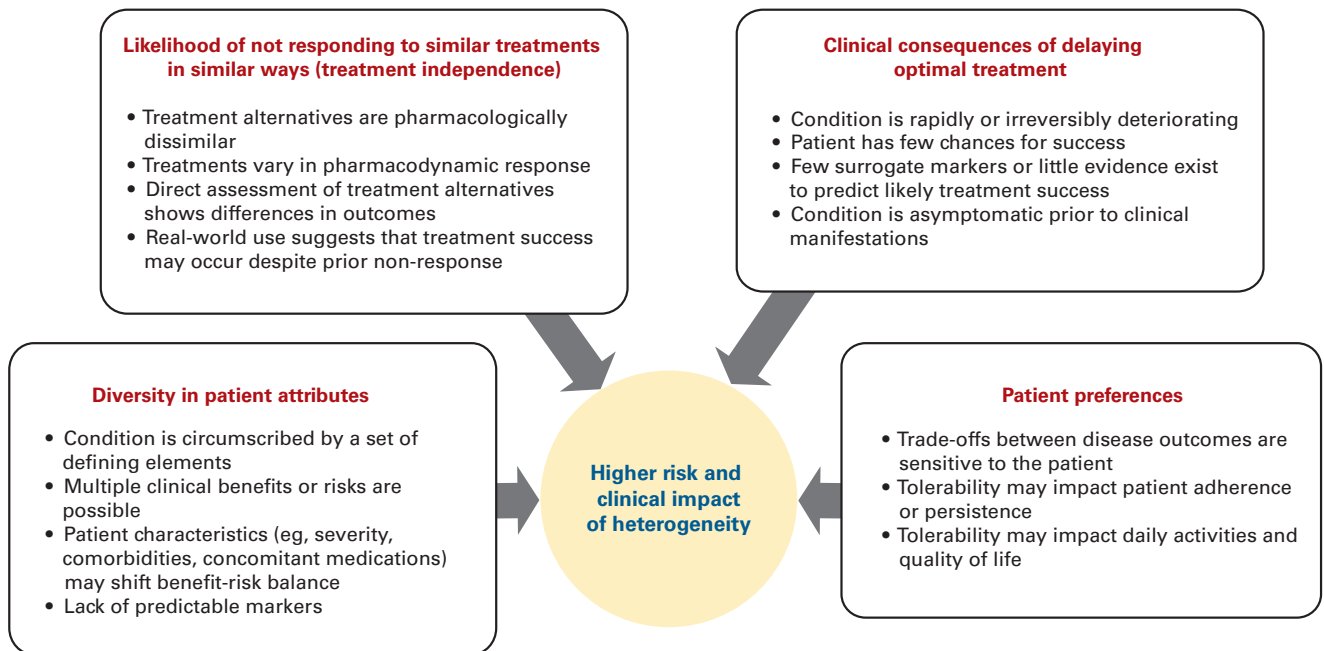 Likelihood of not responding to similar treatments
in similar ways (treatment independence)
• Treatment alternatives are pharmacologically
dissimilar
• Treatments vary in pharmacodynamic response
• Direct assessment of treatment alternatives
shows differences in outcomes
• Real-world use suggests that treatment success
may occur despite prior non-response
Clinical consequences of delaying
optimal treatment
• Condition is rapidly or irreversibly deteriorating
• Patient has few chances for success
• Few surrogate markers or little evidence exist
to predict likely treatment success
• Condition is asymptomatic prior to clinical
manifestations
Diversity in patient attributes
• Condition is circumscribed by a set of
defining elements
• Multiple clinical benefits or risks are
possible
• Patient characteristics (eg, severity,
comorbidities, concomitant medications)
may shift benefit-risk balance
• Lack of predictable markers
Higher risk and
clinical impact
of heterogeneity
Patient preferences
• Trade-offs between disease outcomes are
sensitive to the patient
• Tolerability may impact patient adherence
or persistence
• Tolerability may impact daily activities and
quality of life